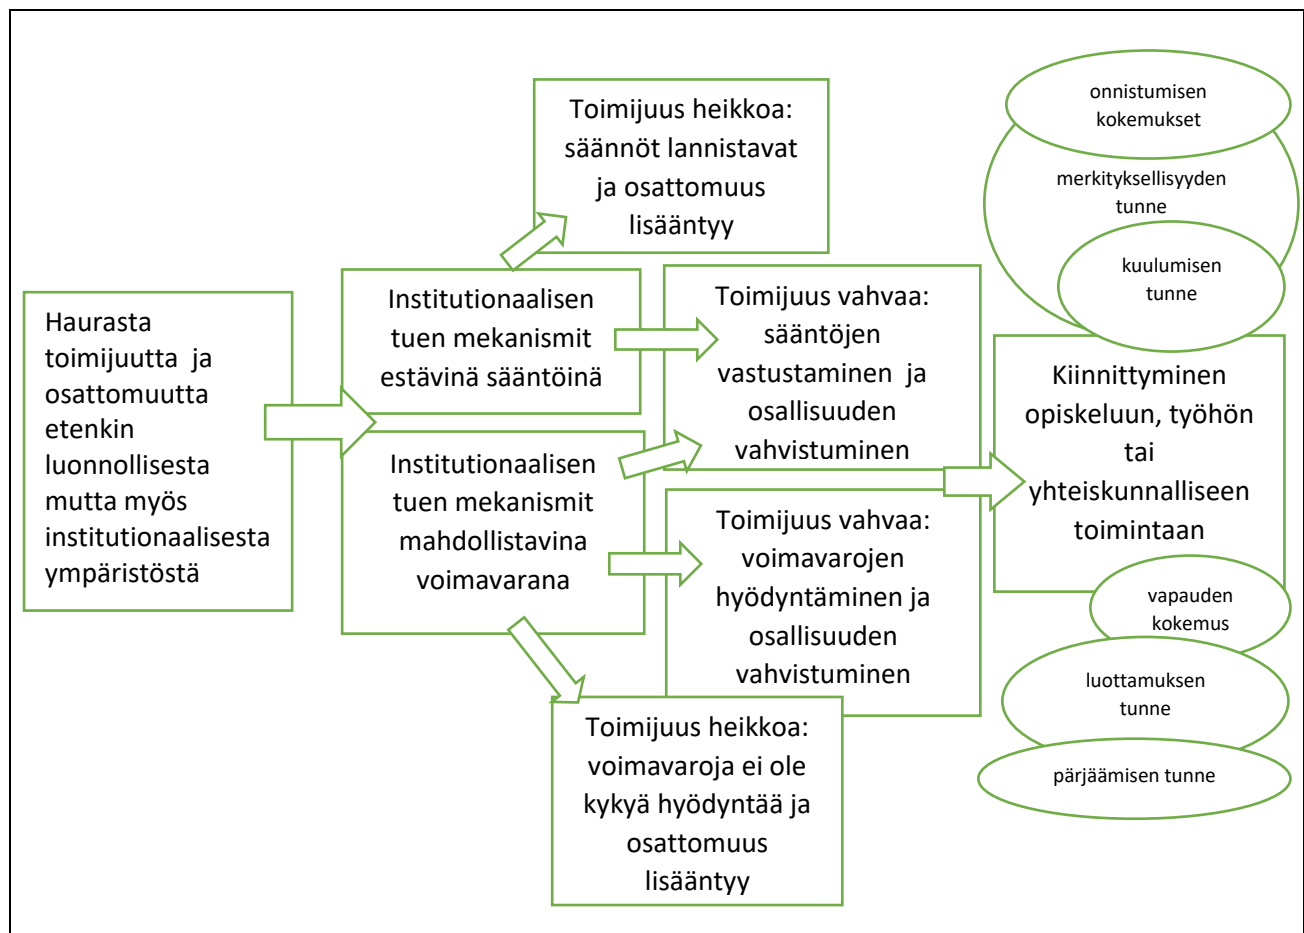 Haurasta
toimijuutta ja
osattomuutta
etenkin
luonnollisesta
mutta myös
institutionaalisesta
ympäristöstä
Institutionaalisen
tuen mekanismit
estävinä sääntöinä
Institutionaalisen
tuen mekanismit
mahdollistavina
voimavarana
Toimijuus heikkoa:
säännöt lannistavat
ja osattomuus
lisääntyy
Toimijuus vahvaa:
sääntöjen
vastustaminen ja
osallisuuden
vahvistuminen
Toimijuus vahvaa:
voimavarojen
hyödyntäminen ja
osallisuuden
vahvistuminen
Toimijuus heikkoa:
voimavaroja ei ole
kykyä hyödyntää ja
osattomuus
lisääntyy
onnistumisen
kokemukset
merkityksellisyyden
tunne
kuulumisen
tunne
Kiinnittyminen
opiskeluun, työhön
tai
yhteiskunnalliseen
toimintaan
vapauden
kokemus
luottamuksen
tunne
pärjäämisen tunne